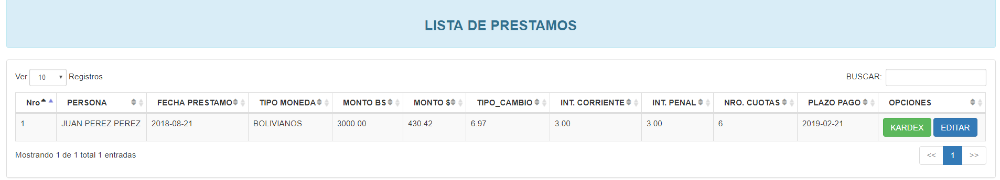 LISTA DE PRESTAMOS
Ver 10 Registros BUSCAR:
Nro PERSONA FECHA PRESTAMO TIPO MONEDA MONTO BS MONTO $ TIPO_CAMBIO INT. CORRIENTE INT. PENAL NRO. CUOTAS PLAZO PAGO OPCIONES
1 JUAN PEREZ PEREZ 2018-08-21 BOLIVIANOS 3000.00 430.42 6.97 3.00 3.00 6 2019-02-21 KARDEX EDITAR
Mostrando 1 de 1 total 1 entradas << 1 >>